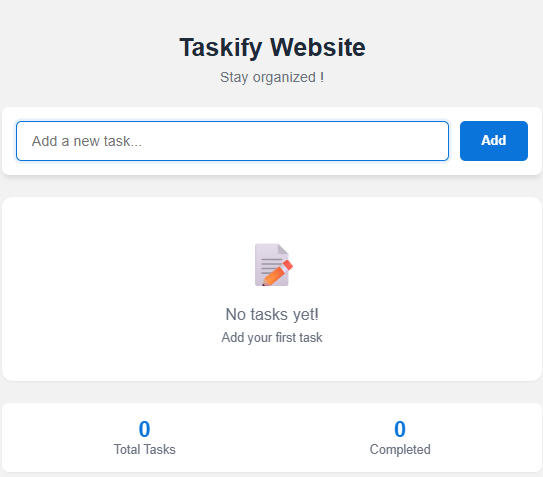 Taskify Website
Stay organized !
Add a new task...
Add
No tasks yet!
Add your first task
0
Total Tasks
0
Completed